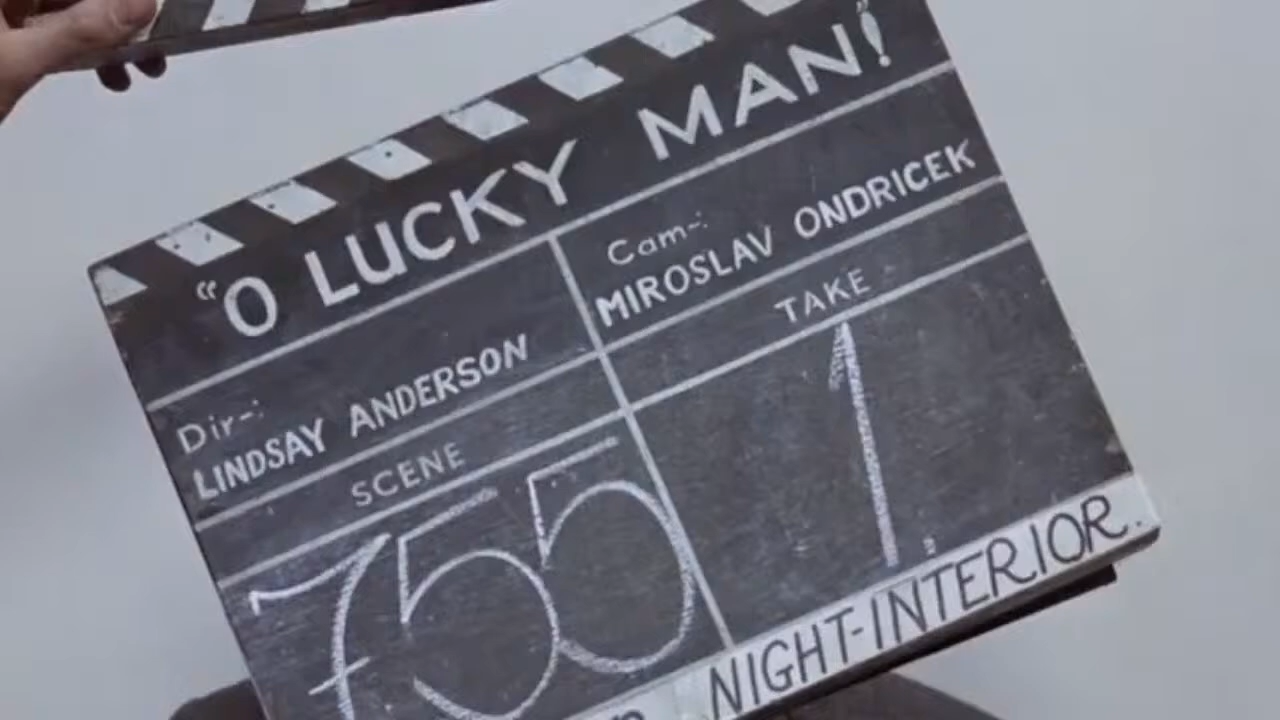 "O LUCKY MAN!
Dir-:
LINDSAY ANDERSON
Cam-:
MIROSLAV ONDRICEK
SCENE
755
TAKE
1
NIGHT-INTERIOR.